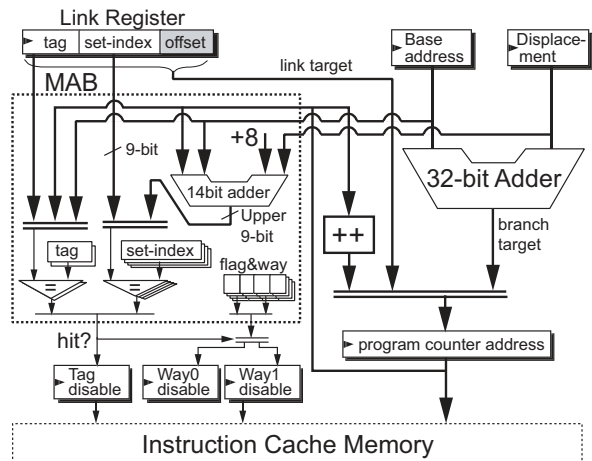 Link Register
tag set-index offset
Base
address
Displace-
ment
link target
MAB
9-bit
+8
14bit adder
32-bit Adder
Upper
9-bit
branch
target
tag
set-index
flag&way
++
=
=
hit?
program counter address
Tag
disable
Way0
disable
Way1
disable
Instruction Cache Memory